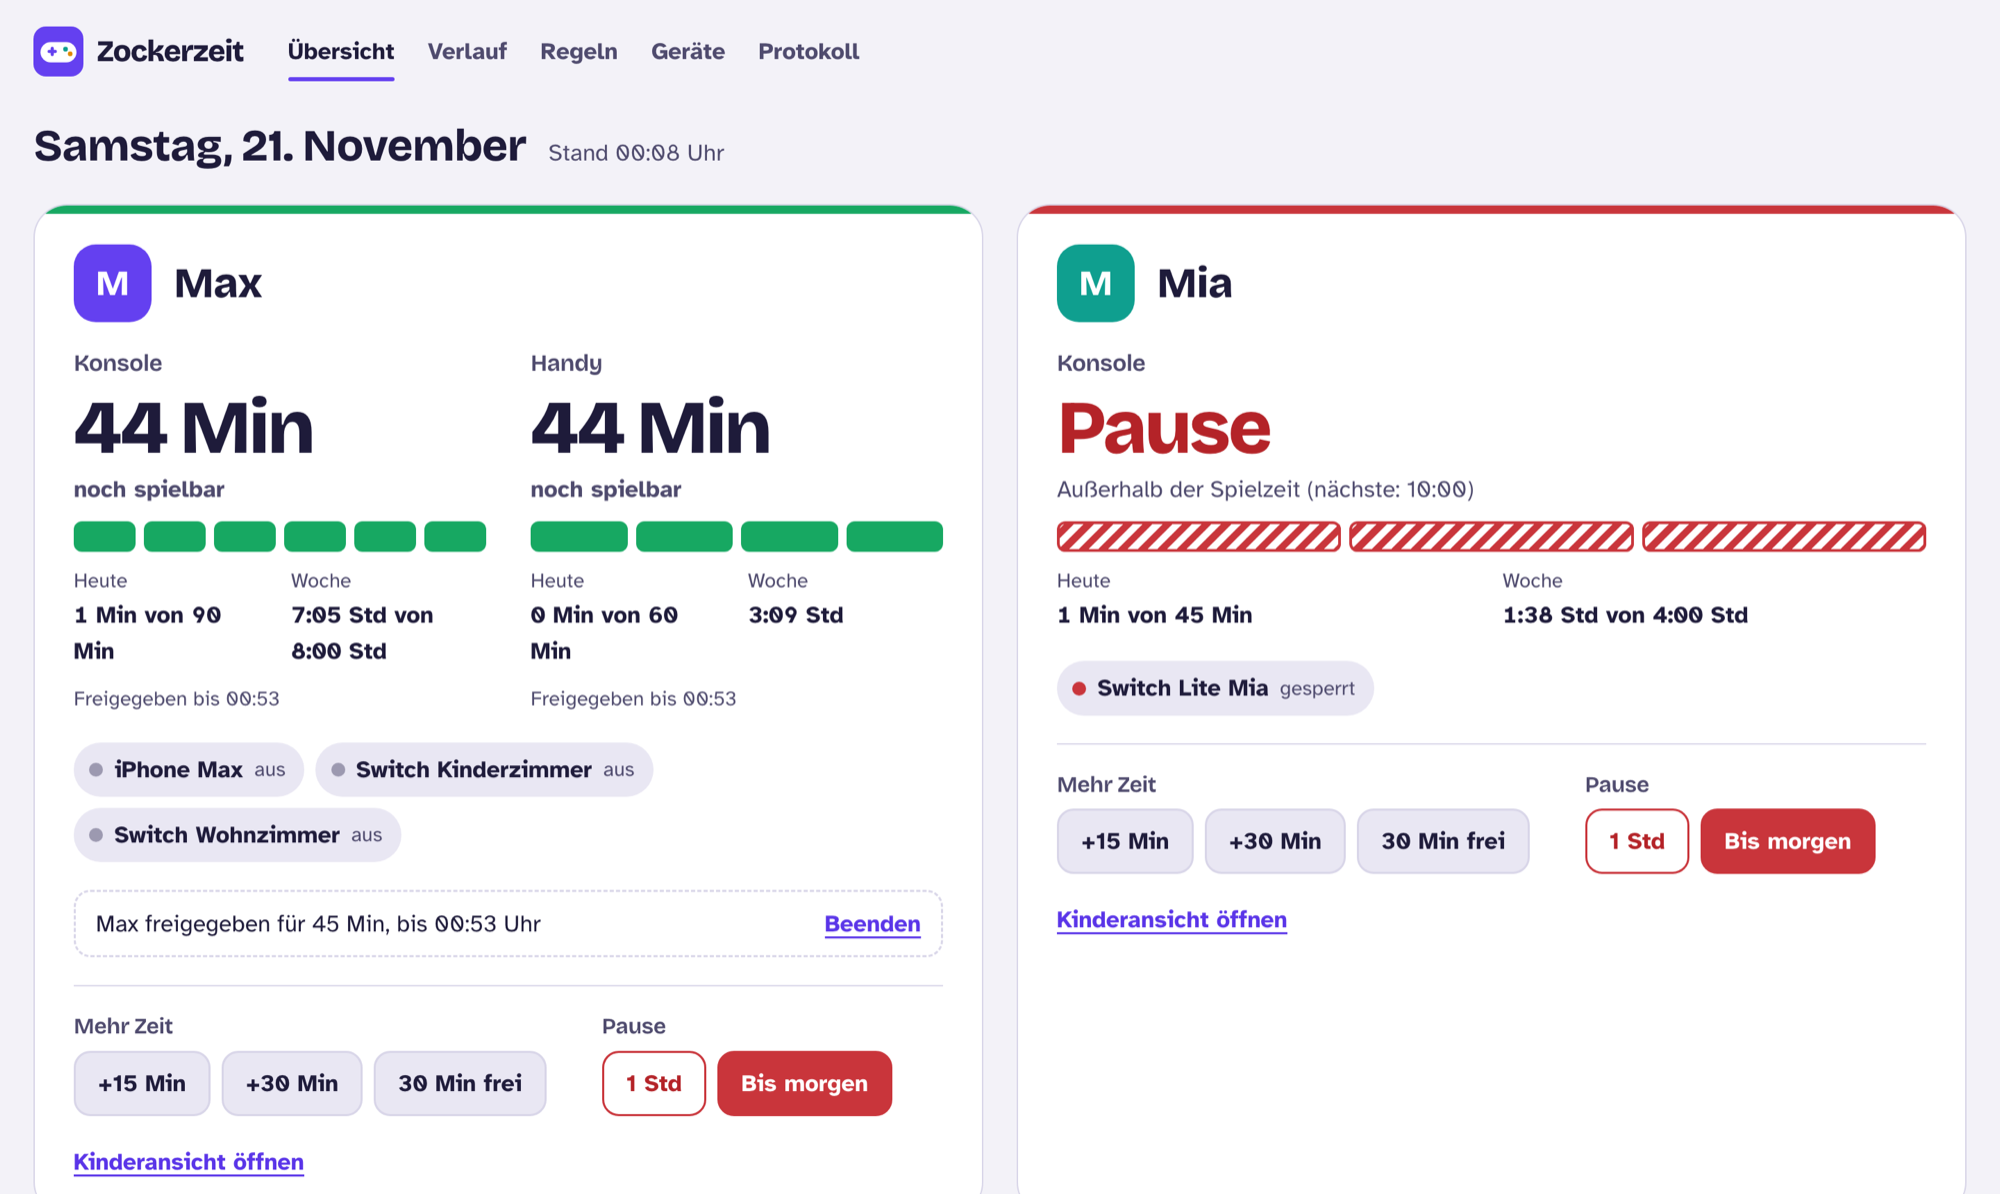 Zockerzeit
Übersicht
Verlauf
Regeln
Geräte
Protokoll
Samstag, 21. November
Stand 00:08 Uhr
M
Max
Konsole
44 Min
noch spielbar
Heute
1 Min von 90
Min
Woche
7:05 Std von
8:00 Std
Freigegeben bis 00:53
Handy
44 Min
noch spielbar
Heute
0 Min von 60
Min
Woche
3:09 Std
Freigegeben bis 00:53
iPhone Max aus
Switch Kinderzimmer aus
Switch Wohnzimmer aus
Max freigegeben für 45 Min, bis 00:53 Uhr
Beenden
Mehr Zeit
+15 Min
+30 Min
30 Min frei
Pause
1 Std
Bis morgen
Kinderansicht öffnen
M
Mia
Konsole
Pause
Außerhalb der Spielzeit (nächste: 10:00)
Heute
1 Min von 45 Min
Woche
1:38 Std von 4:00 Std
Switch Lite Mia gesperrt
Mehr Zeit
+15 Min
+30 Min
30 Min frei
Pause
1 Std
Bis morgen
Kinderansicht öffnen